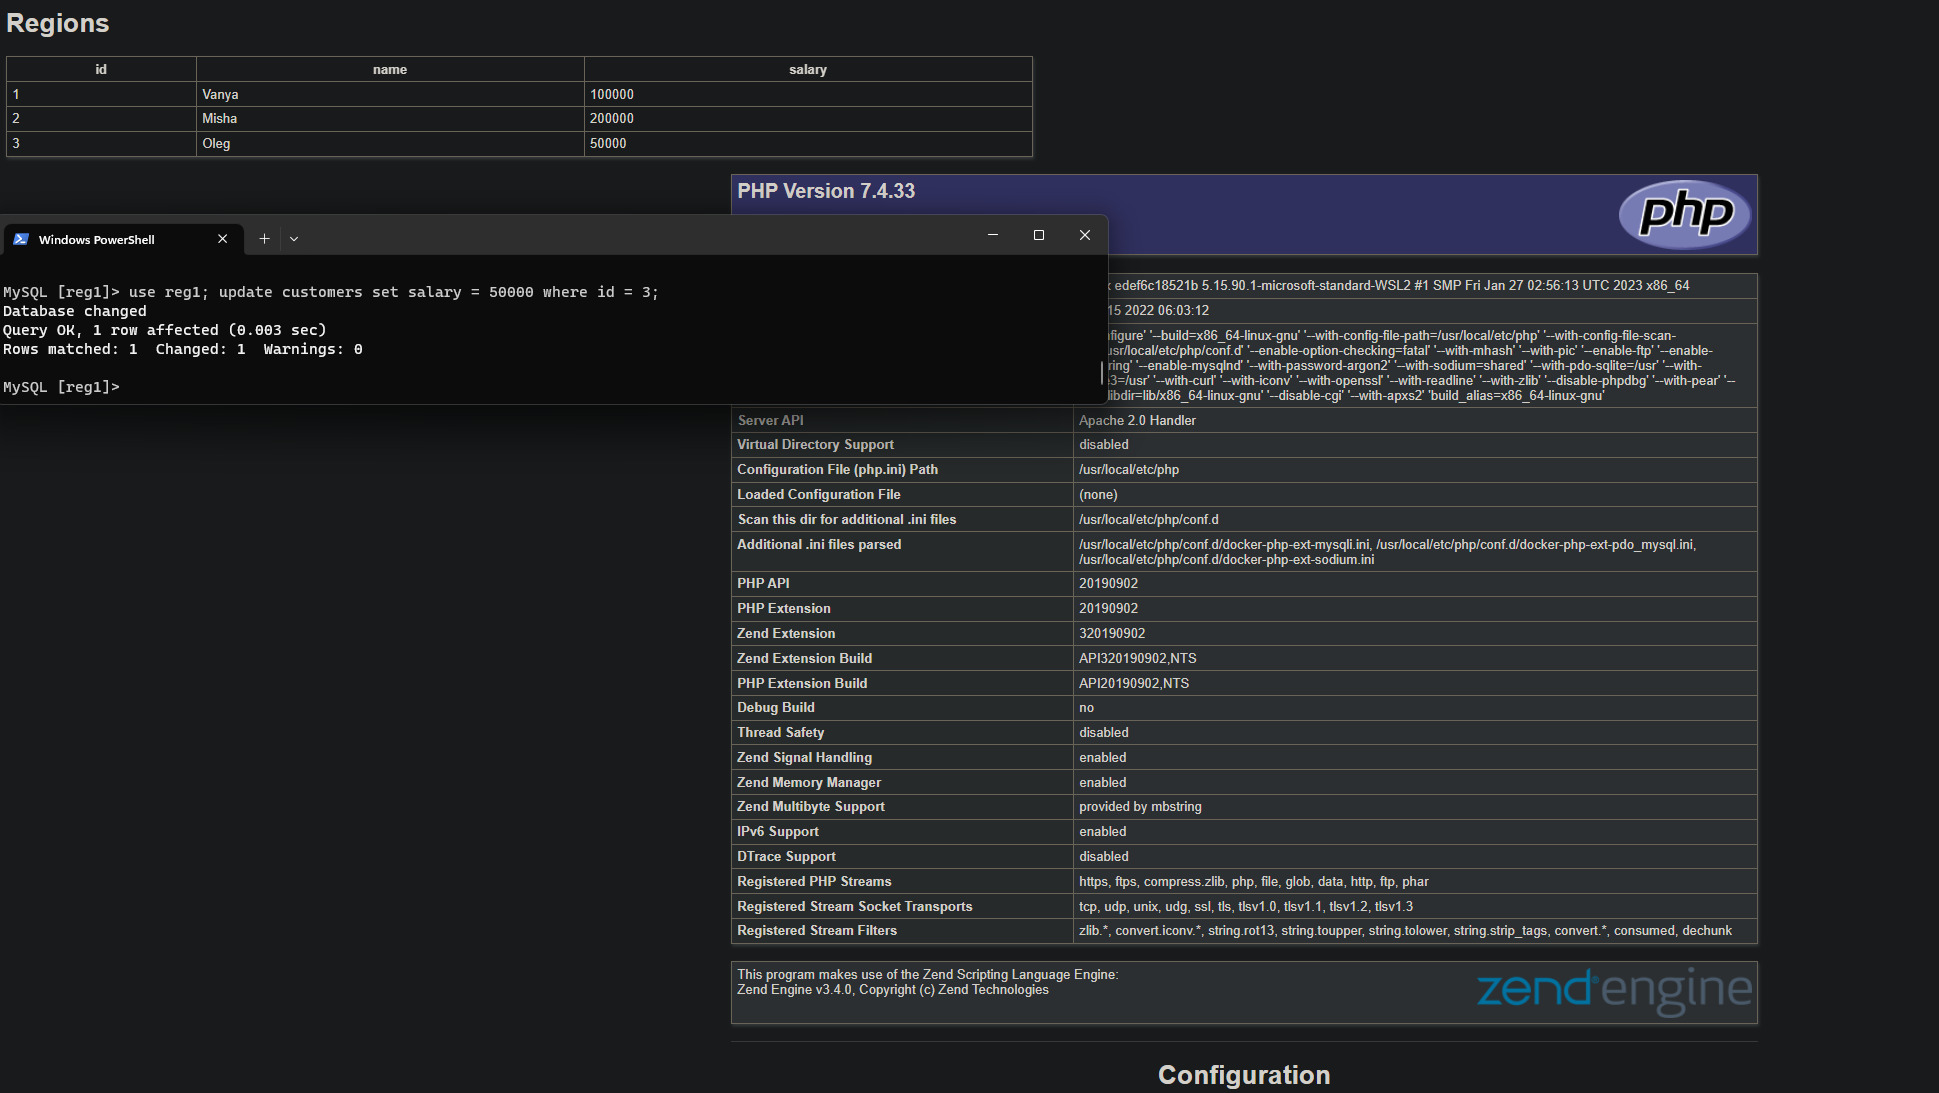 Regions
id name salary
1 Vanya 100000
2 Misha 200000
3 Oleg 50000
PHP Version 7.4.33
php
Windows PowerShell
MySQL [reg1]> use reg1; update customers set salary = 50000 where id = 3;
Database changed
Query OK, 1 row affected (0.003 sec)
Rows matched: 1  Changed: 1  Warnings: 0
MySQL [reg1]>
edef6c18521b 5.15.90.1-microsoft-standard-WSL2 #1 SMP Fri Jan 27 02:56:13 UTC 2023 x86_64
15 2022 06:03:12
figure' '--build=x86_64-linux-gnu' '--with-config-file-path=/usr/local/etc/php' '--with-config-file-scan-
usr/local/etc/php/conf.d' '--enable-option-checking=fatal' '--with-mhash' '--with-pic' '--enable-ftp' '--enable-
ring' '--enable-mysqlnd' '--with-password-argon2' '--with-sodium=shared' '--with-pdo-sqlite=/usr' '--with-
3=/usr' '--with-curl' '--with-iconv' '--with-openssl' '--with-readline' '--with-zlib' '--disable-phpdbg' '--with-pear' '--
libdir=lib/x86_64-linux-gnu' '--disable-cgi' '--with-apxs2' 'build_alias=x86_64-linux-gnu'
Server API Apache 2.0 Handler
Virtual Directory Support disabled
Configuration File (php.ini) Path /usr/local/etc/php
Loaded Configuration File (none)
Scan this dir for additional .ini files /usr/local/etc/php/conf.d
Additional .ini files parsed /usr/local/etc/php/conf.d/docker-php-ext-mysqli.ini, /usr/local/etc/php/conf.d/docker-php-ext-pdo_mysql.ini,
/usr/local/etc/php/conf.d/docker-php-ext-sodium.ini
PHP API 20190902
PHP Extension 20190902
Zend Extension 320190902
Zend Extension Build API320190902,NTS
PHP Extension Build API20190902,NTS
Debug Build no
Thread Safety disabled
Zend Signal Handling enabled
Zend Memory Manager enabled
Zend Multibyte Support provided by mbstring
IPv6 Support enabled
DTrace Support disabled
Registered PHP Streams https, ftps, compress.zlib, php, file, glob, data, http, ftp, phar
Registered Stream Socket Transports tcp, udp, unix, udg, ssl, tls, tlsv1.0, tlsv1.1, tlsv1.2, tlsv1.3
Registered Stream Filters zlib.*, convert.iconv.*, string.rot13, string.toupper, string.tolower, string.strip_tags, convert.*, consumed, dechunk
This program makes use of the Zend Scripting Language Engine:
Zend Engine v3.4.0, Copyright (c) Zend Technologies
zend engine
Configuration